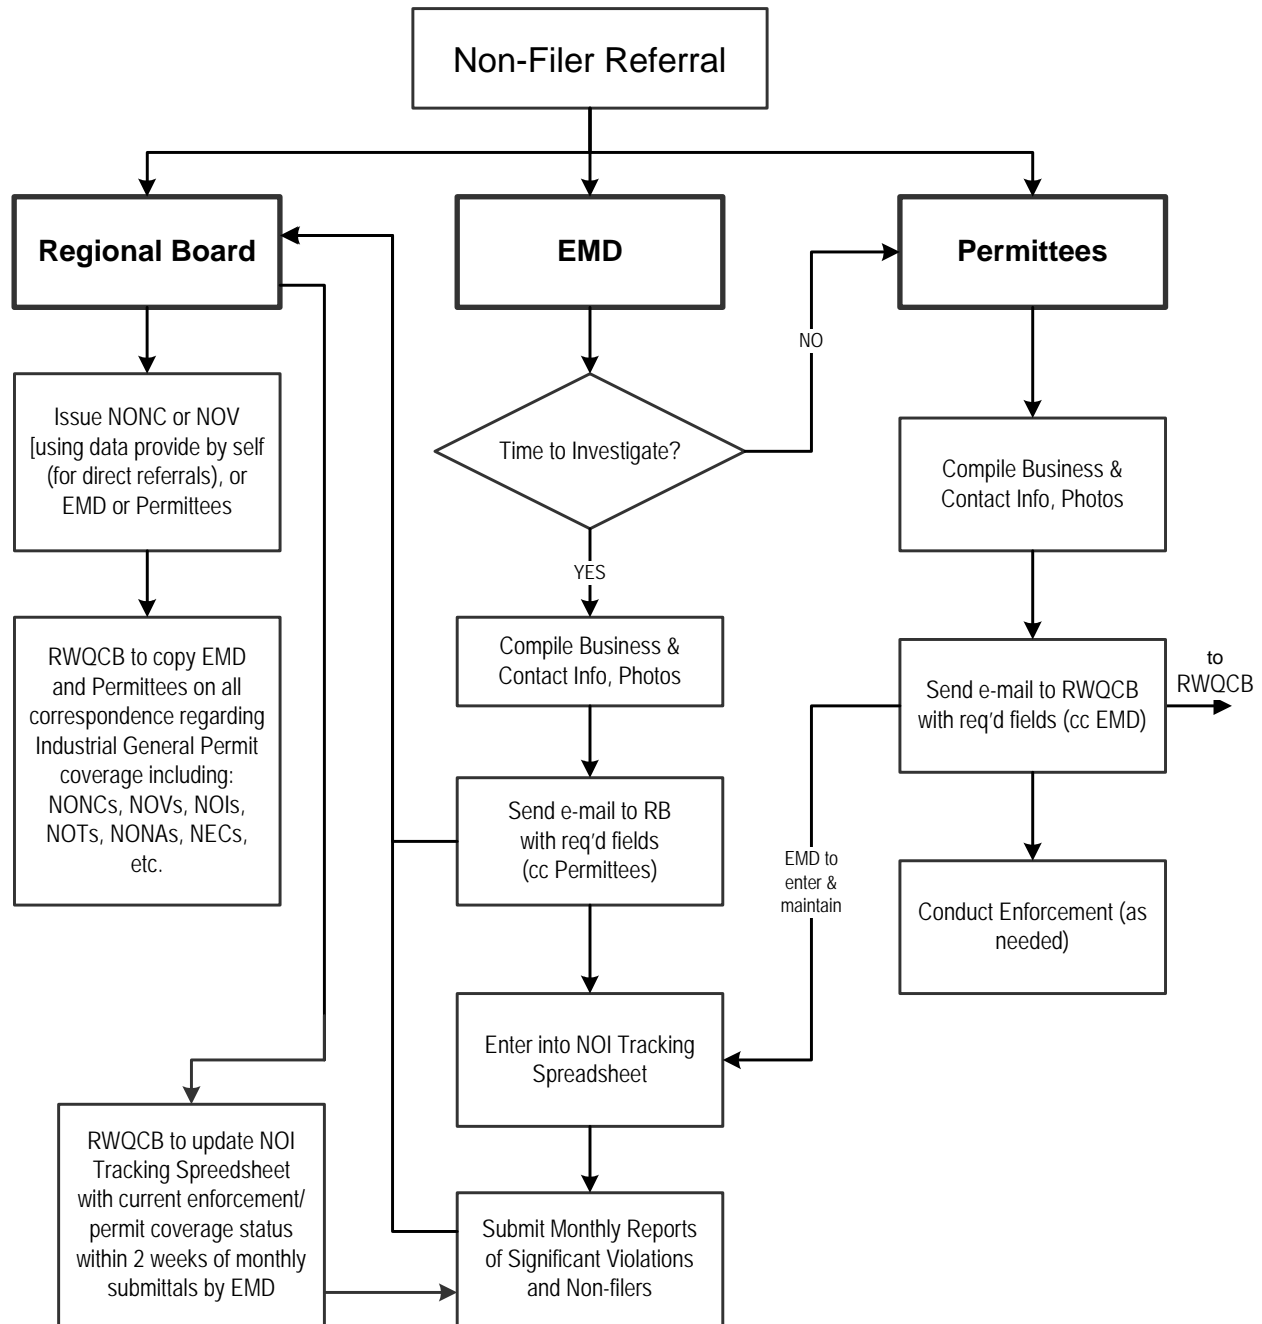 Non-Filer Referral
Regional Board
EMD
Permittees
NO
Issue NONC or NOV
[using data provide by self
(for direct referrals), or
EMD or Permittees
Time to Investigate?
Compile Business &
Contact Info, Photos
YES
RWQCB to copy EMD
and Permittees on all
correspondence regarding
Industrial General Permit
coverage including:
NONCs, NOVs, NOIs,
NOTs, NONAs, NECs,
etc.
Compile Business &
Contact Info, Photos
Send e-mail to RWQCB
with req'd fields (cc EMD)
to
RWQCB
Send e-mail to RB
with req'd fields
(cc Permittees)
EMD to
enter &
maintain
Conduct Enforcement (as
needed)
Enter into NOI Tracking
Spreadsheet
RWQCB to update NOI
Tracking Spreedsheet
with current enforcement/
permit coverage status
within 2 weeks of monthly
submittals by EMD
Submit Monthly Reports
of Significant Violations
and Non-filers